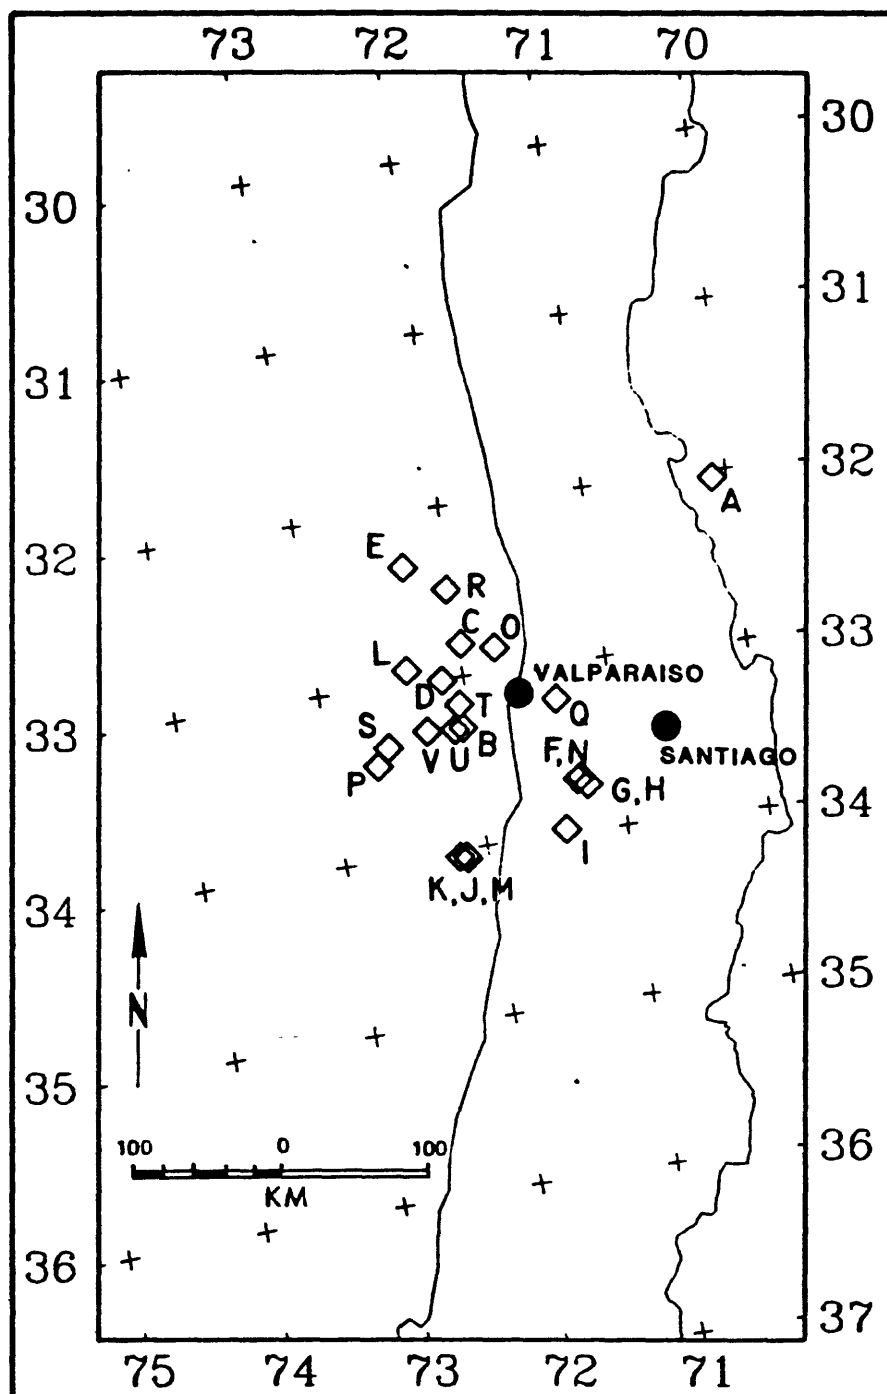 73 72 71 70
30
30
31
31
32
A
E
32
R
C O
33
L
VALPARAISO
D T Q
S
33
V U B
F,N
SANTIAGO
P
G,H
34
I
K,J,M
34
35
N
35
100 0 100
36
KM
36
37
75 74 73 72 71